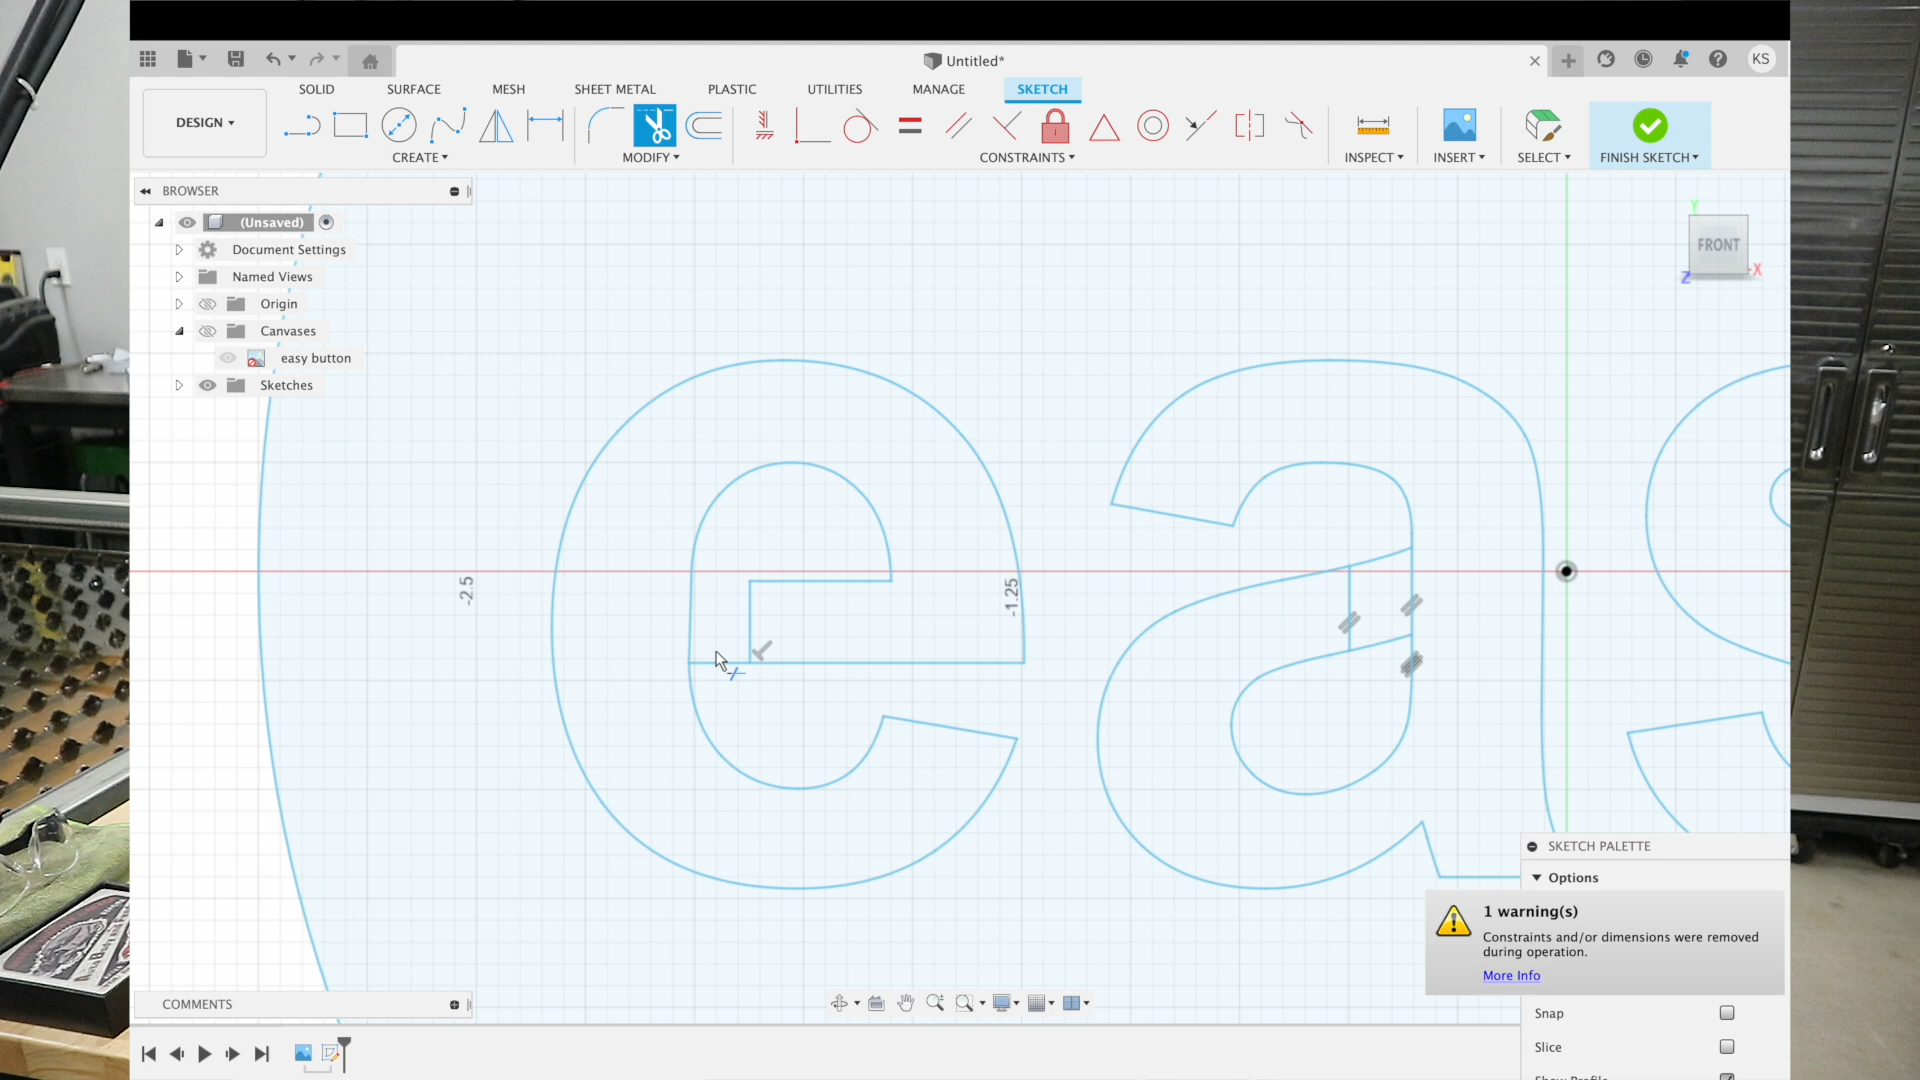 Untitled*
KS
SOLID
SURFACE
MESH
SHEET METAL
PLASTIC
UTILITIES
MANAGE
SKETCH
DESIGN
CREATE
MODIFY
CONSTRAINTS
INSPECT
INSERT
SELECT
FINISH SKETCH
BROWSER
(Unsaved)
Document Settings
Named Views
Origin
Canvases
easy button
Sketches
Y
FRONT
X
Z
-2.5
-1.25
SKETCH PALETTE
Options
1 warning(s)
Constraints and/or dimensions were removed
during operation.
More Info
Snap
Slice
Show Profile
COMMENTS